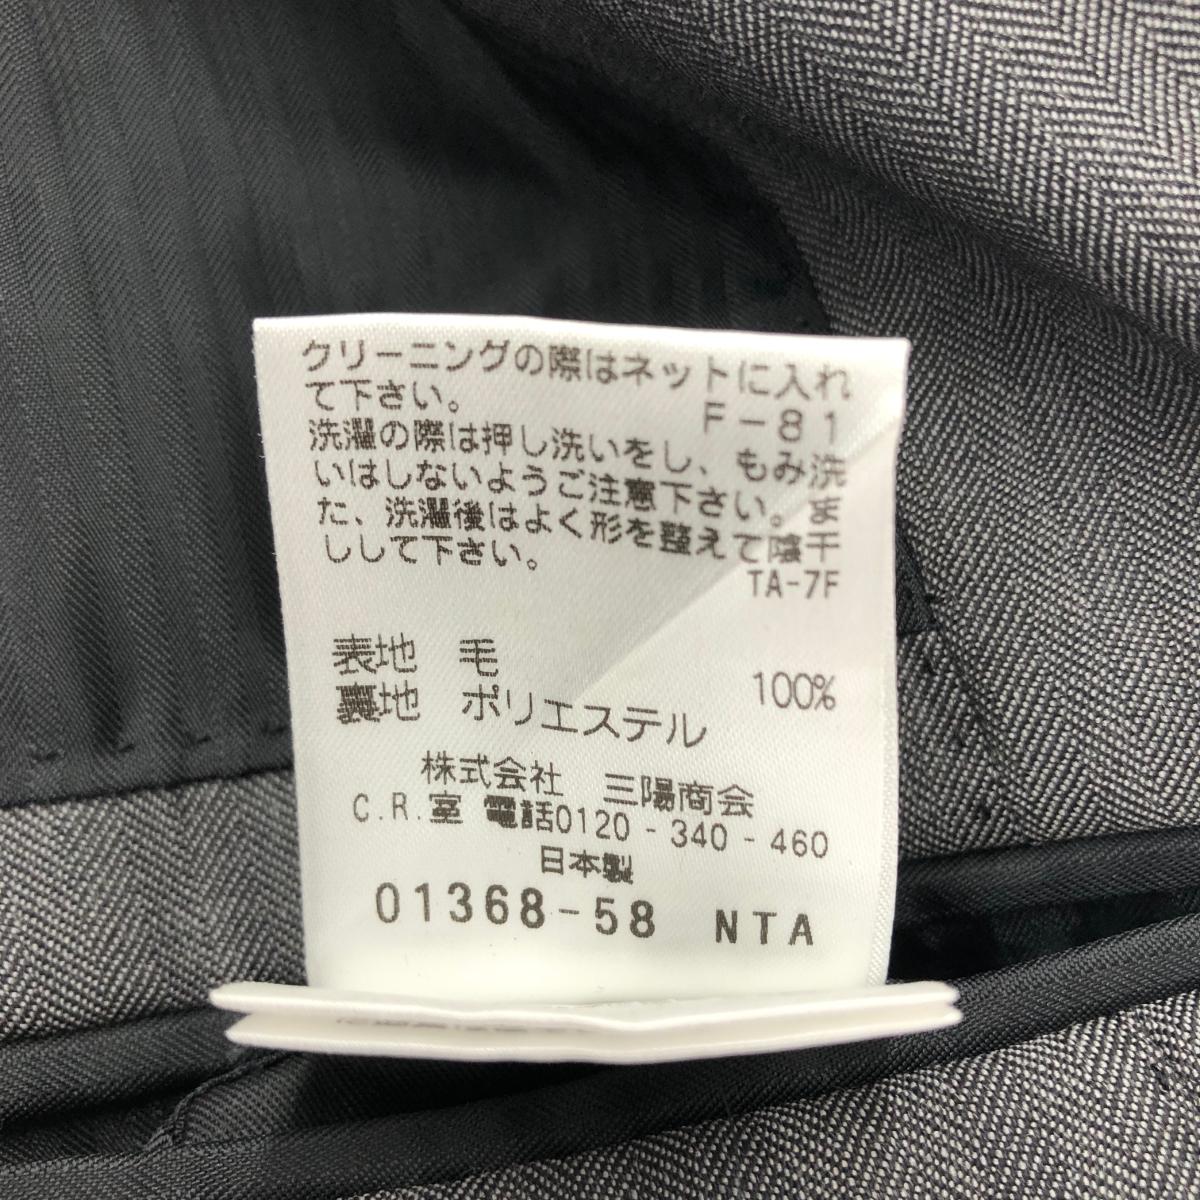 クリーニングの際はネットに入れ
て下さい。 F-81
洗濯の際は押し洗いをし、もみ洗
いはしないようご注意下さい。ま
た、洗濯後はよく形を整えて陰干
ししして下さい。
TA-7F
表地 毛 100%
裏地 ポリエステル
株式会社 三陽商会
C.R.室 電話0120-340-460
日本製
01368-58 NTA